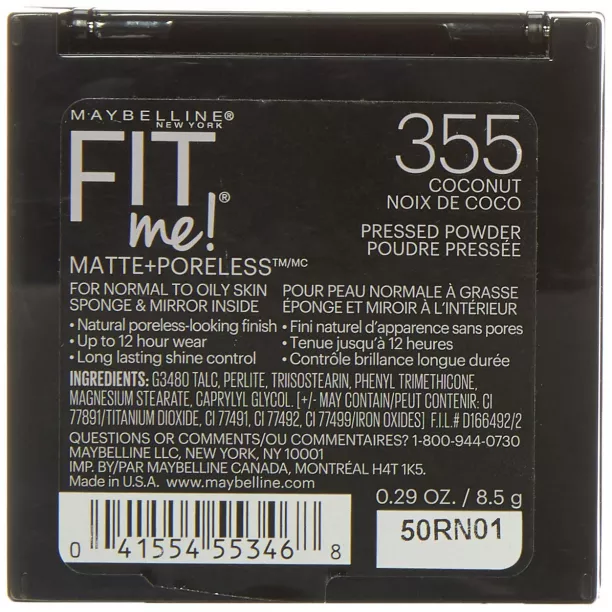 MAYBELLINE®
NEW YORK
FIT
me!®
MATTE+PORELESS™/MC
355
COCONUT
NOIX DE COCO
PRESSED POWDER
POUDRE PRESSÉE
FOR NORMAL TO OILY SKIN
SPONGE & MIRROR INSIDE
• Natural poreless-looking finish
• Up to 12 hour wear
• Long lasting shine control
POUR PEAU NORMALE À GRASSE
ÉPONGE ET MIROIR À L'INTÉRIEUR
• Fini naturel d'apparence sans pores
• Tenue jusqu'à 12 heures
• Contrôle brillance longue durée
INGREDIENTS: G3480 TALC, PERLITE, TRIISOSTEARIN, PHENYL TRIMETHICONE,
MAGNESIUM STEARATE, CAPRYLYL GLYCOL. [+/- MAY CONTAIN/PEUT CONTENIR: CI
77891/TITANIUM DIOXIDE, CI 77491, CI 77492, CI 77499/IRON OXIDES] F.I.L.# D166492/2
QUESTIONS OR COMMENTS/OU COMMENTAIRES? 1-800-944-0730
MAYBELLINE LLC, NEW YORK, NY 10001
IMP. BY/PAR MAYBELLINE CANADA, MONTRÉAL H4T 1K5.
Made in U.S.A. www.maybelline.com
0.29 OZ. / 8.5 g
50RN01
0 41554 55346 8